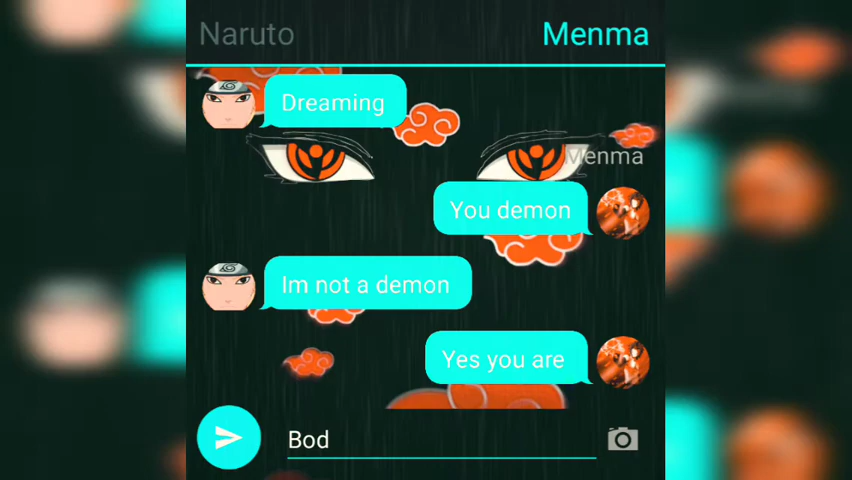 Naruto Menma
Dreaming
Menma
You demon
Im not a demon
Yes you are
Bod